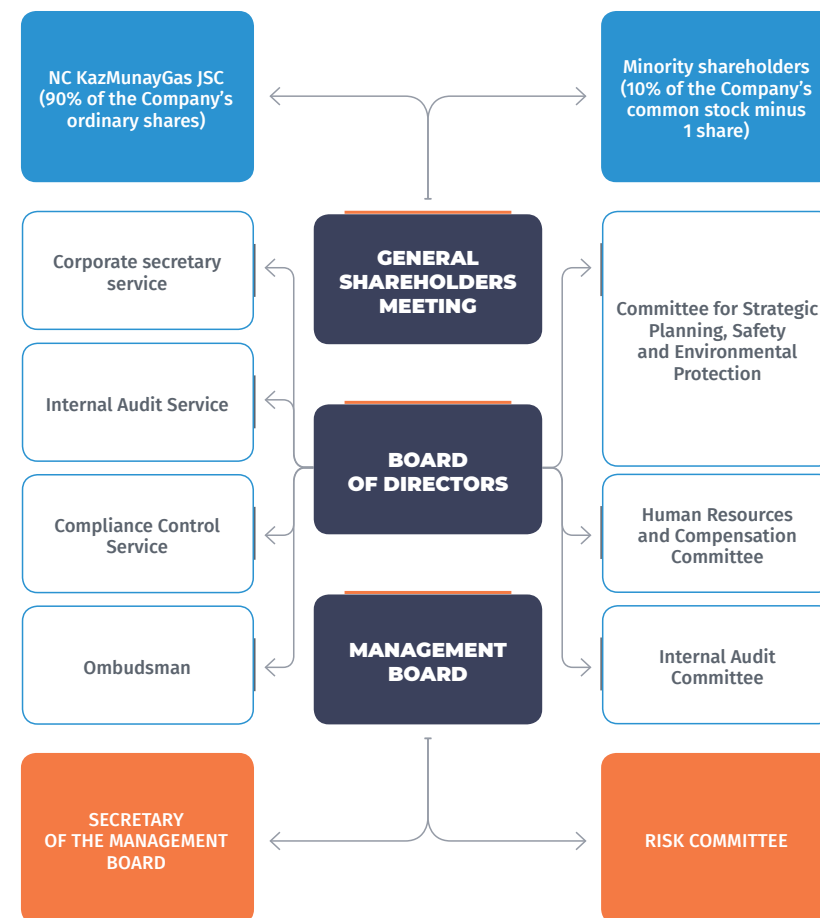 NC KazMunayGas JSC
(90% of the Company's
ordinary shares)
Minority shareholders
(10% of the Company's
common stock minus
1 share)
GENERAL
SHAREHOLDERS
MEETING
Corporate secretary
service
Internal Audit Service
Compliance Control
Service
Ombudsman
BOARD
OF DIRECTORS
Committee for Strategic
Planning, Safety
and Environmental
Protection
Human Resources
and Compensation
Committee
Internal Audit
Committee
MANAGEMENT
BOARD
SECRETARY
OF THE MANAGEMENT
BOARD
RISK COMMITTEE